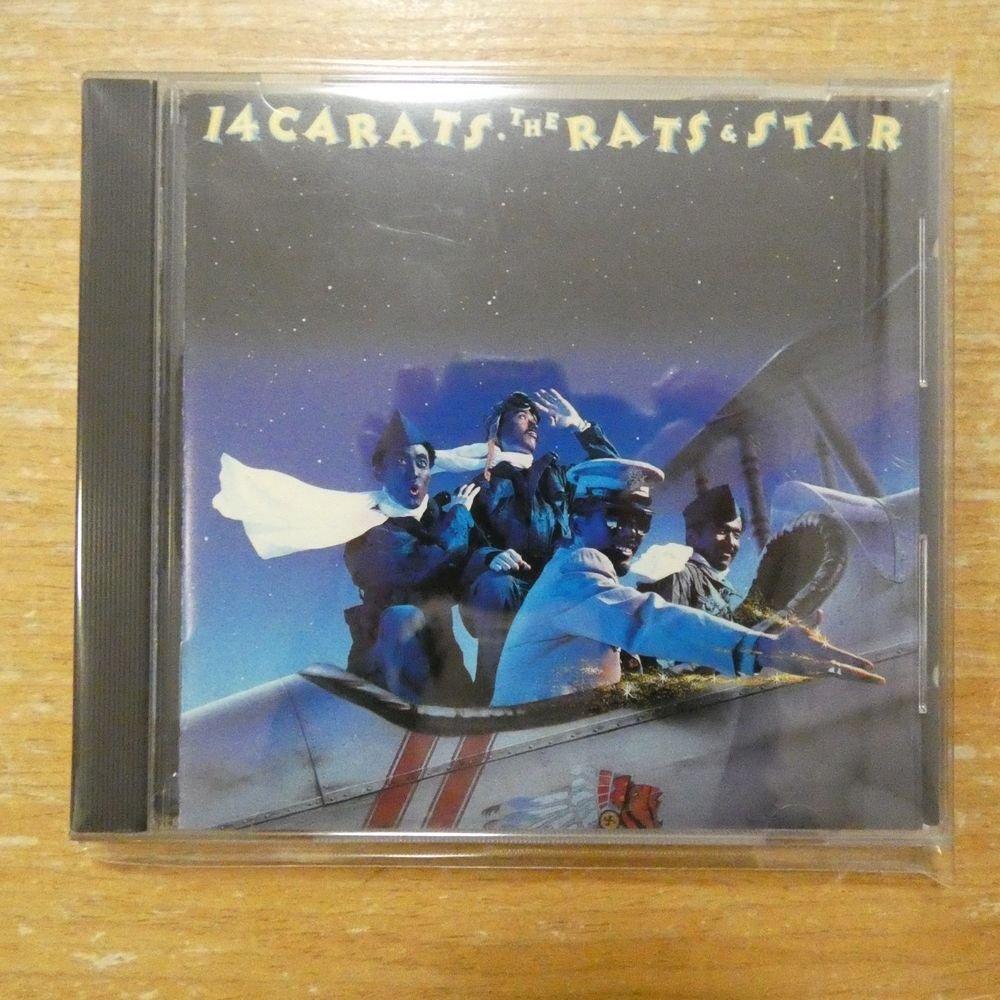 14CARATS. THE RATS & STAR